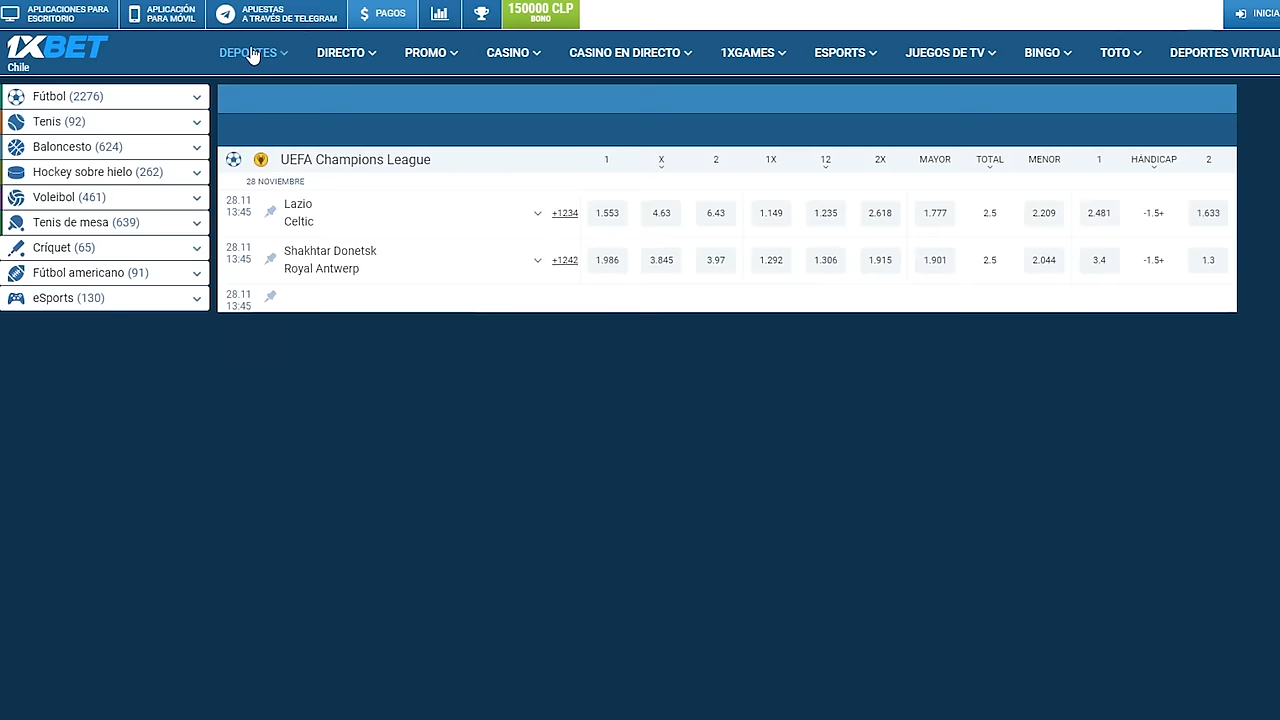 APLICACIONES PARA
ESCRITORIO
APLICACIÓN
PARA MÓVIL
APUESTAS
A TRAVÉS DE TELEGRAM
$ PAGOS
150000 CLP
BONO
INICIA
1XBET
Chile
DEPORTES
DIRECTO
PROMO
CASINO
CASINO EN DIRECTO
1XGAMES
ESPORTS
JUEGOS DE TV
BINGO
TOTO
DEPORTES VIRTUAL
Fútbol (2276)
Tenis (92)
Baloncesto (624)
Hockey sobre hielo (262)
Voleibol (461)
Tenis de mesa (639)
Críquet (65)
Fútbol americano (91)
eSports (130)
UEFA Champions League 1 X 2 1X 12 2X MAYOR TOTAL MENOR 1 HÁNDICAP 2
28 NOVIEMBRE
28.11
13:45
Lazio
Celtic
+1234 1.553 4.63 6.43 1.149 1.235 2.618 1.777 2.5 2.209 2.481 -1.5+ 1.633
28.11
13:45
Shakhtar Donetsk
Royal Antwerp
+1242 1.986 3.845 3.97 1.292 1.306 1.915 1.901 2.5 2.044 3.4 -1.5+ 1.3
28.11
13:45